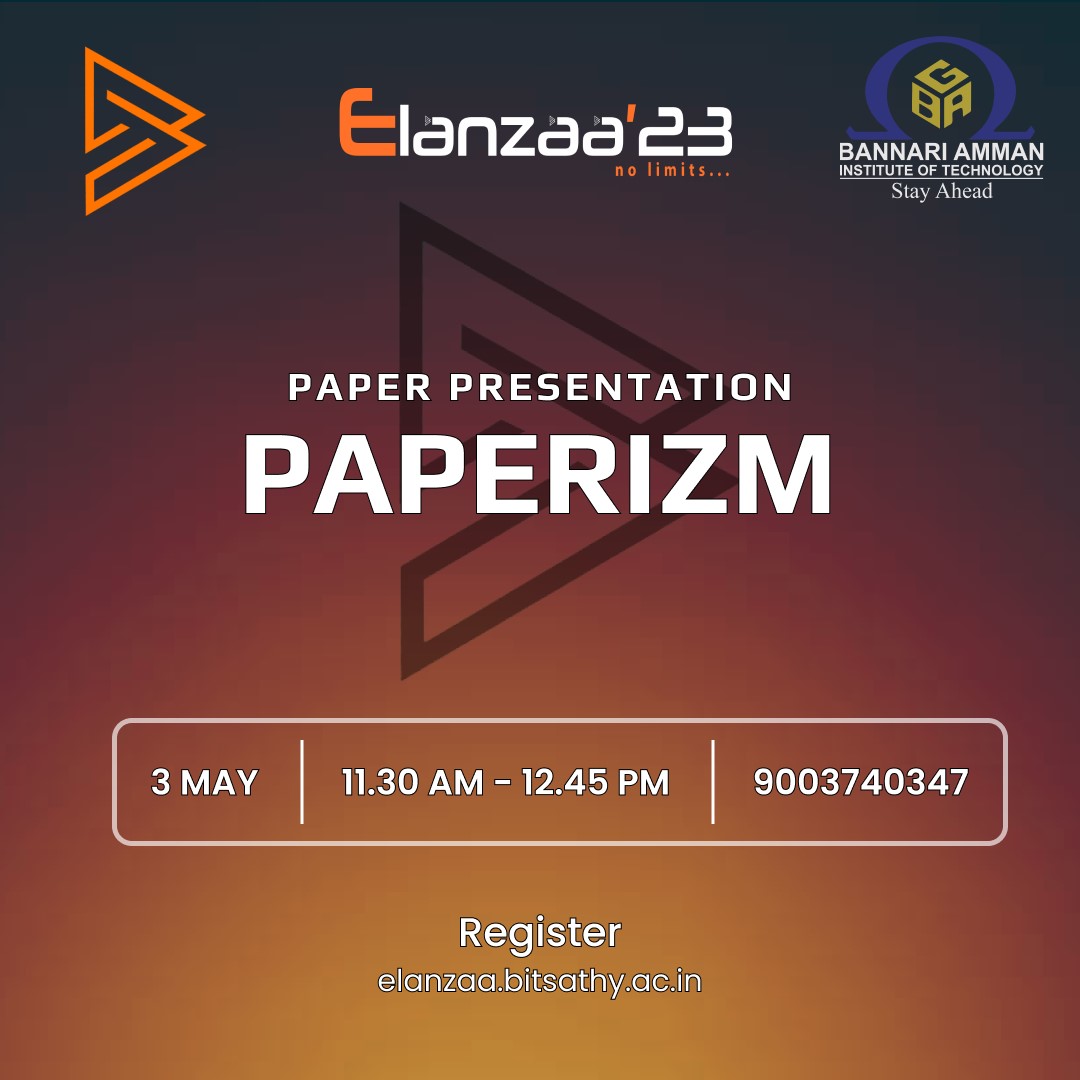 Elanzaa'23
no limits...
GBA
BANNARI AMMAN
INSTITUTE OF TECHNOLOGY
Stay Ahead
PAPER PRESENTATION
PAPERIZM
3 MAY
11.30 AM - 12.45 PM
9003740347
Register
elanzaa.bitsathy.ac.in